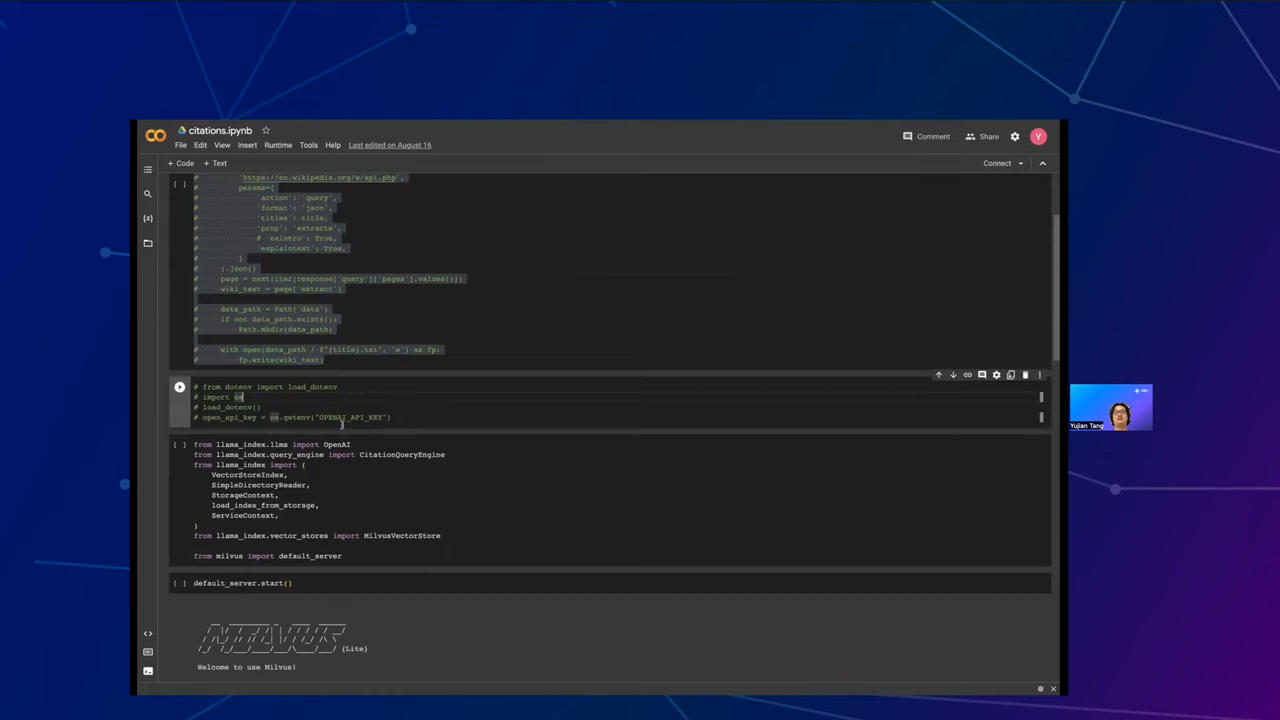 citations.ipynb
File Edit View Insert Runtime Tools Help Last edited on August 16
Comment Share Y
+ Code + Text
Connect
[ ]
# 'https://en.wikipedia.org/w/api.php',
# params={
# 'action': 'query',
# 'format': 'json',
# 'titles': title,
# 'prop': 'extracts',
# # exintro': True,
# 'explaintext': True,
# }
# ).json()
# page = next(iter(response['query']['pages'].values()))
# wiki_text = page['extract']
# data_path = Path('data')
# if not data_path.exists():
# Path.mkdir(data_path)
# with open(data_path / f"{title}.txt", 'w') as fp:
# fp.write(wiki_text)
# from dotenv import load_dotenv
# import os
# load_dotenv()
# open_api_key = os.getenv("OPENAI_API_KEY")
[ ] from llama_index.llms import OpenAI
from llama_index.query_engine import CitationQueryEngine
from llama_index import (
VectorStoreIndex,
SimpleDirectoryReader,
StorageContext,
load_index_from_storage,
ServiceContext,
)
from llama_index.vector_stores import MilvusVectorStore
from milvus import default_server
[ ] default_server.start()
{Lite}
Welcome to use Milvus!
Yujian Tang